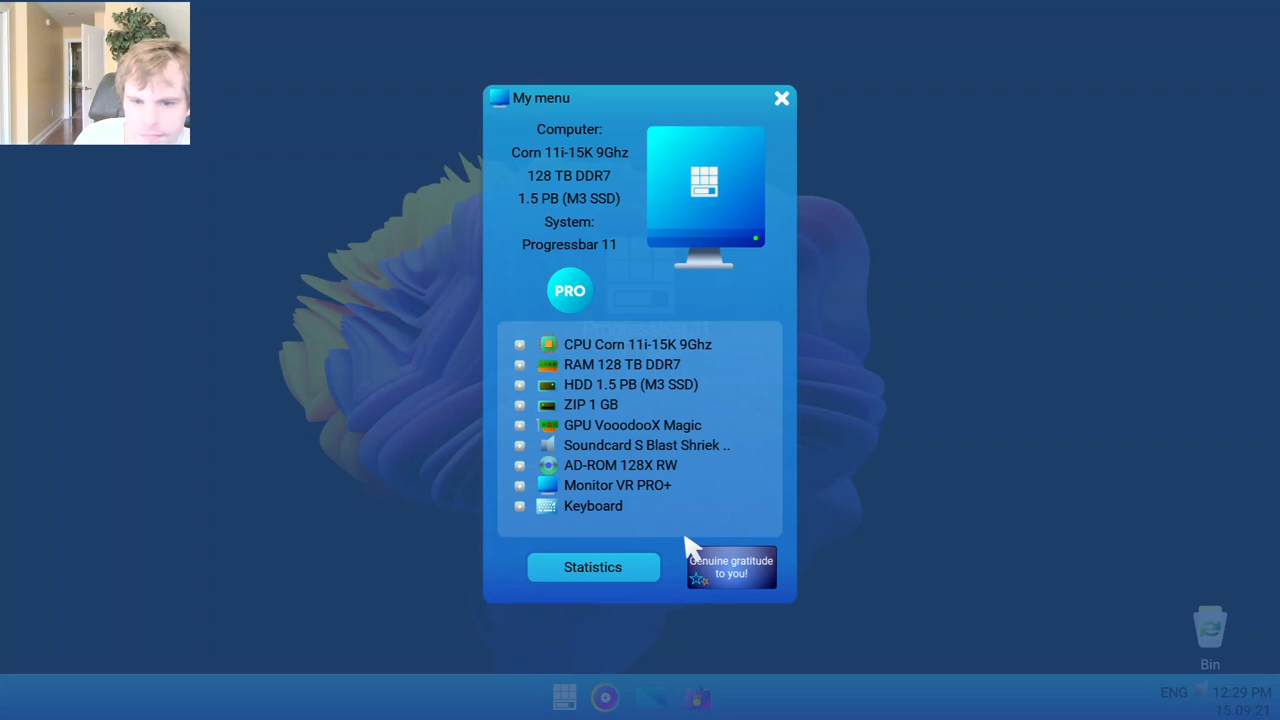 My menu
Computer:
Corn 11i-15K 9Ghz
128 TB DDR7
1.5 PB (M3 SSD)
System:
Progressbar 11
PRO
Progressbar 11
CPU Corn 11i-15K 9Ghz
RAM 128 TB DDR7
HDD 1.5 PB (M3 SSD)
ZIP 1 GB
GPU VooodooX Magic
Soundcard S Blast Shriek ..
AD-ROM 128X RW
Monitor VR PRO+
Keyboard
Statistics
Genuine gratitude
to you!
Bin
ENG 12:29 PM
15.09.21